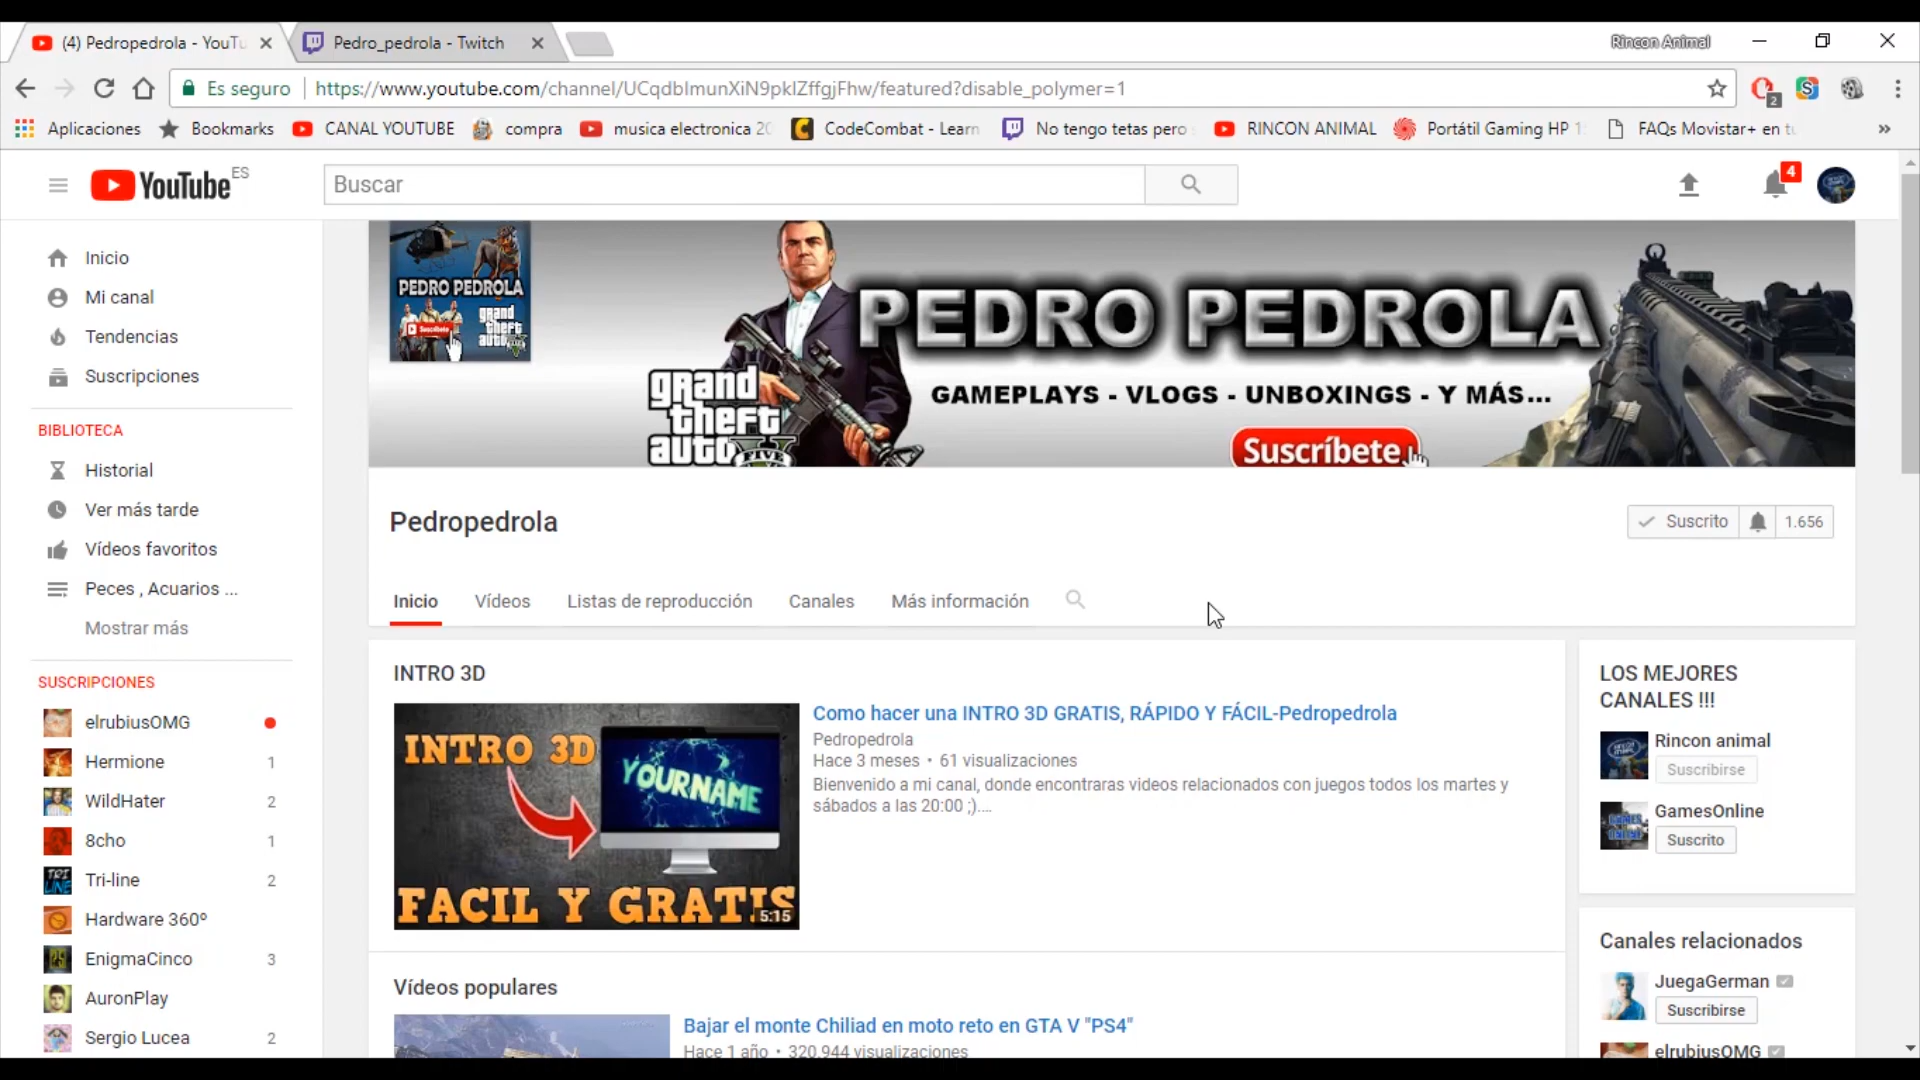 (4) Pedropedrola - YouTu
Pedro_pedrola - Twitch
Rincon Animal
Es seguro
https://www.youtube.com/channel/UCqdblmunXiN9pkIZffgjFhw/featured?disable_polymer=1
2
Aplicaciones
Bookmarks
CANAL YOUTUBE
compra
musica electronica 20
CodeCombat - Learn
No tengo tetas pero
RINCON ANIMAL
Portátil Gaming HP 1
FAQs Movistar+ en tu
YouTube ES
Buscar
4
Inicio
Mi canal
Tendencias
Suscripciones
BIBLIOTECA
Historial
Ver más tarde
Vídeos favoritos
Peces , Acuarios ...
Mostrar más
SUSCRIPCIONES
elrubiusOMG
Hermione 1
WildHater 2
8cho 1
Tri-line 2
Hardware 360º
EnigmaCinco 3
AuronPlay
Sergio Lucea 2
PEDRO PEDROLA
Suscríbete
grand
theft
auto
PEDRO PEDROLA
GAMEPLAYS - VLOGS - UNBOXINGS - Y MÁS...
grand
theft
auto
FIVE
Suscríbete
Pedropedrola
Suscrito
1.656
Inicio
Vídeos
Listas de reproducción
Canales
Más información
INTRO 3D
INTRO 3D
YOURNAME
FACIL Y GRATIS
5:15
Como hacer una INTRO 3D GRATIS, RÁPIDO Y FÁCIL-Pedropedrola
Pedropedrola
Hace 3 meses • 61 visualizaciones
Bienvenido a mi canal, donde encontraras videos relacionados con juegos todos los martes y
sábados a las 20:00 ;)....
Vídeos populares
Bajar el monte Chiliad en moto reto en GTA V "PS4"
Hace 1 año • 320.944 visualizaciones
LOS MEJORES
CANALES !!!
Rincon animal
Suscribirse
GamesOnline
Suscrito
Canales relacionados
JuegaGerman
Suscribirse
elrubiusOMG